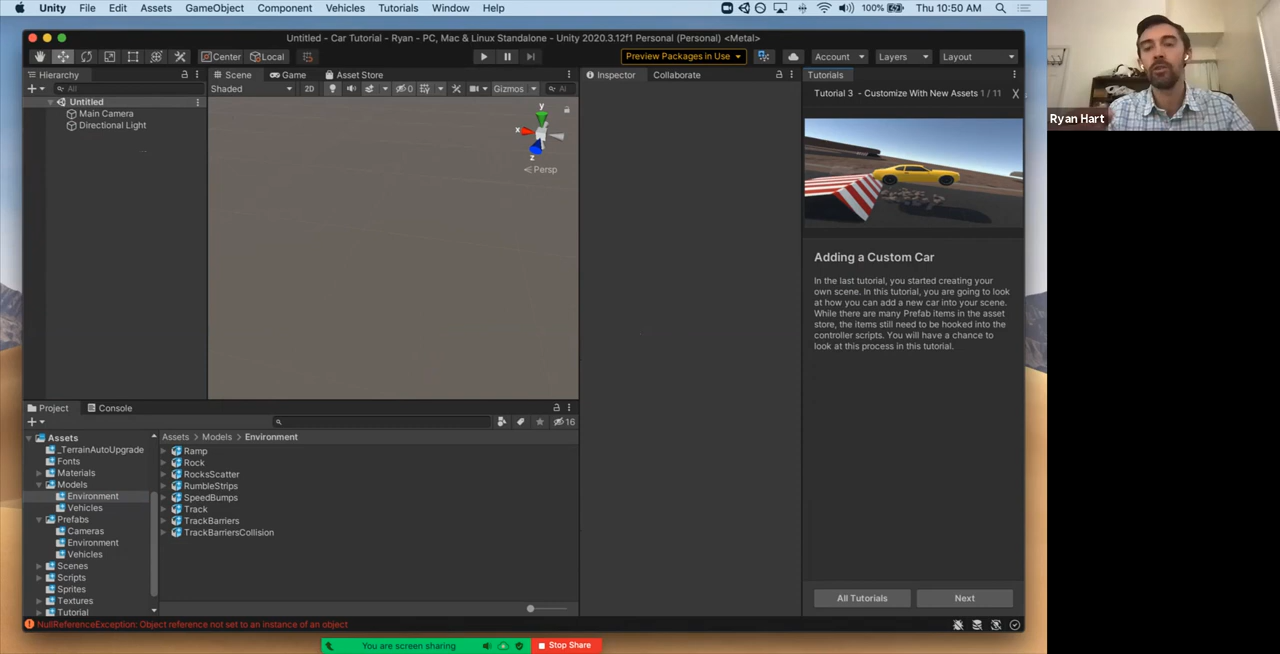 Unity File Edit Assets GameObject Component Vehicles Tutorials Window Help 100% Thu 10:50 AM
Untitled - Car Tutorial - Ryan - PC, Mac & Linux Standalone - Unity 2020.3.12f1 Personal (Personal) <Metal>
Center Local Preview Packages in Use Account Layers Layout
Hierarchy Scene Game Asset Store Inspector Collaborate Tutorials
All Shaded 2D 0 Gizmos Al
Tutorial 3 - Customize With New Assets 1 / 11 X
Untitled
Main Camera
Directional Light
y
x
z
Persp
Ryan Hart
Adding a Custom Car
In the last tutorial, you started creating your
own scene. In this tutorial, you are going to look
at how you can add a new car into your scene.
While there are many Prefab items in the asset
store, the items still need to be hooked into the
controller scripts. You will have a chance to
look at this process in this tutorial.
All Tutorials Next
Project Console
16
Assets
_TerrainAutoUpgrade
Fonts
Materials
Models
Environment
Vehicles
Prefabs
Cameras
Environment
Vehicles
Scenes
Scripts
Sprites
Textures
Tutorial
Assets > Models > Environment
Ramp
Rock
RocksScatter
RumbleStrips
SpeedBumps
Track
TrackBarriers
TrackBarriersCollision
NullReferenceException: Object reference not set to an instance of an object
You are screen sharing Stop Share